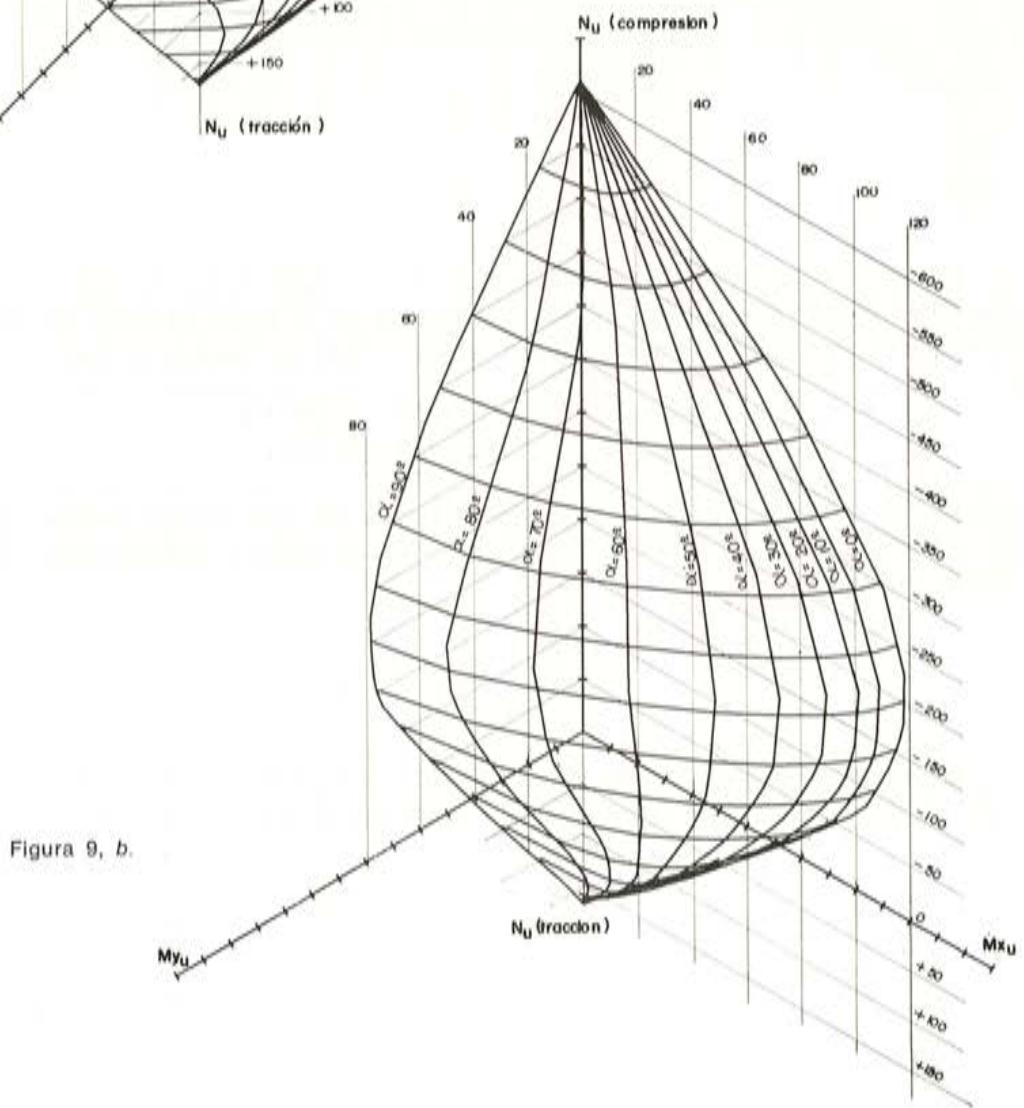 +100
+150
Nu (tracción)
Nu (compresion)
20
40
60
80
100
120
20
40
60
80
-600
-550
-500
-450
-400
-350
-300
-250
-200
-150
-100
-50
0
+50
+100
+150
α=90º
α=80º
α=70º
α=60º
α=50º
α=40º
α=30º
α=20º
α=10º
α=0º
Figura 9, b.
Nu (traccion)
Myu
Mxu